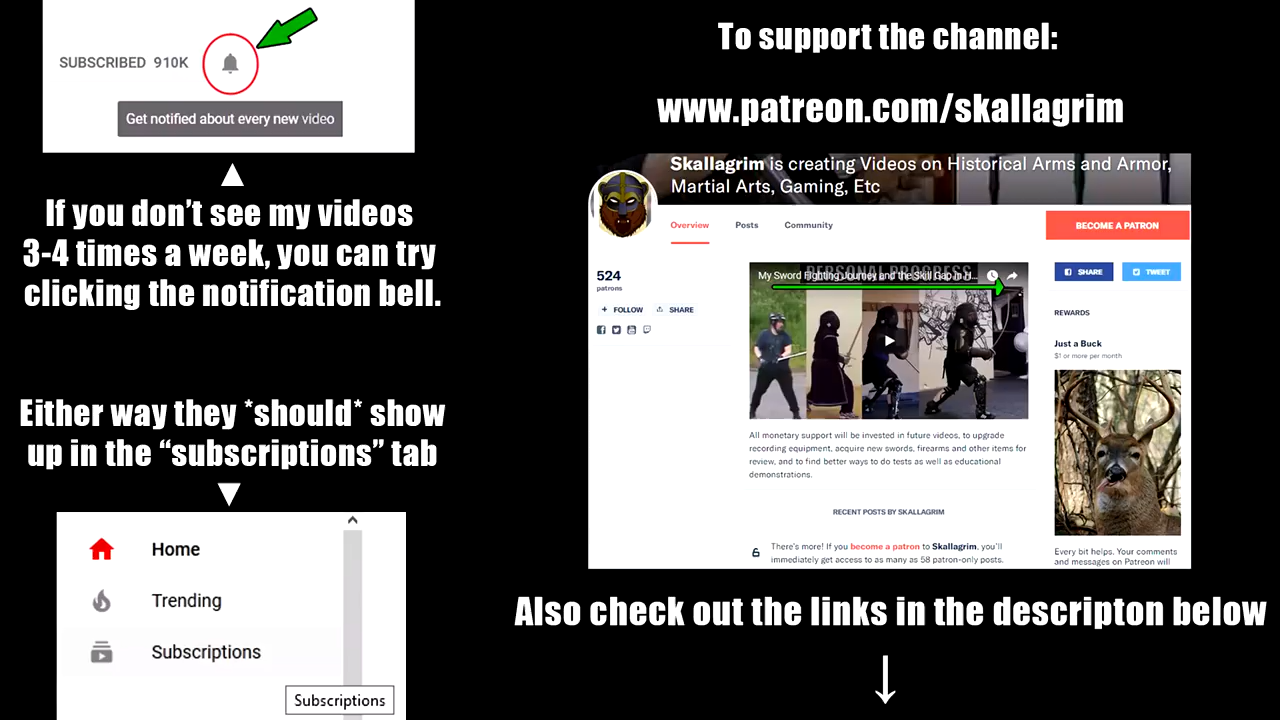 SUBSCRIBED 910K
Get notified about every new video
If you don't see my videos
3-4 times a week, you can try
clicking the notification bell.
Either way they *should* show
up in the “subscriptions” tab
Home
Trending
Subscriptions
Subscriptions
To support the channel:
www.patreon.com/skallagrim
Skallagrim is creating Videos on Historical Arms and Armor,
Martial Arts, Gaming, Etc
Overview Posts Community
BECOME A PATRON
524
patrons
+ FOLLOW SHARE
PERSONAL PROGRESS
My Sword Fighting Journey and the Skill Gap in H...
SHARE TWEET
REWARDS
Just a Buck
$1 or more per month
All monetary support will be invested in future videos, to upgrade
recording equipment, acquire new swords, firearms and other items for
review, and to find better ways to do tests as well as educational
demonstrations.
RECENT POSTS BY SKALLAGRIM
There's more! If you become a patron to Skallagrim, you'll
immediately get access to as many as 58 patron-only posts.
Every bit helps. Your comments
and messages on Patreon will
Also check out the links in the descripton below